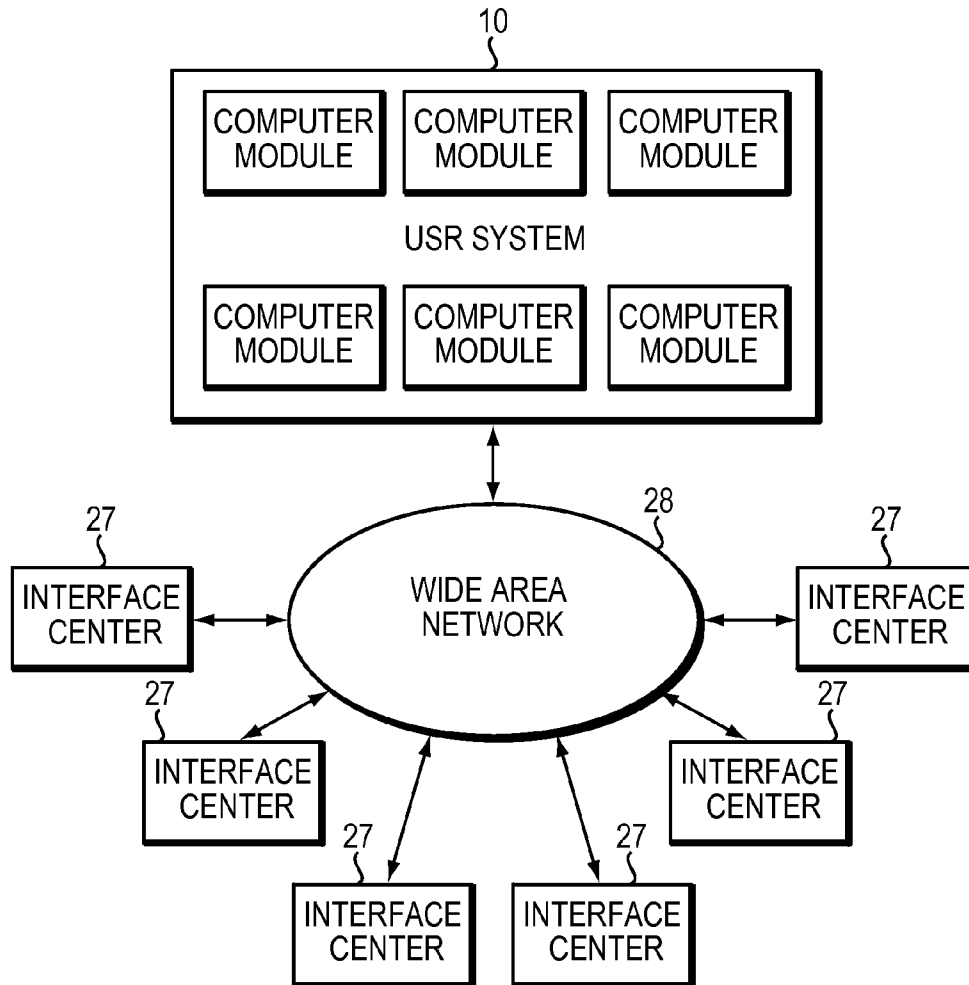 10
COMPUTER MODULE
COMPUTER MODULE
COMPUTER MODULE
USR SYSTEM
COMPUTER MODULE
COMPUTER MODULE
COMPUTER MODULE
28
WIDE AREA
NETWORK
27
INTERFACE
CENTER
27
INTERFACE
CENTER
27
INTERFACE
CENTER
27
INTERFACE
CENTER
27
INTERFACE
CENTER
27
INTERFACE
CENTER